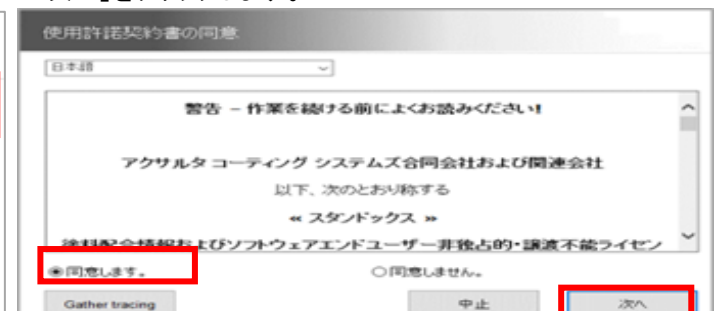 使用許諾契約書の同意
日本語
警告 － 作業を続ける前によくお読みください!
アクサルタ コーティング システムズ合同会社および関連会社
以下、次のとおり称する
« スタンドックス »
塗料配合情報およびソフトウェアエンドユーザー非独占的・譲渡不能ライセン
同意します。
同意しません。
Gather tracing
中止
次へ